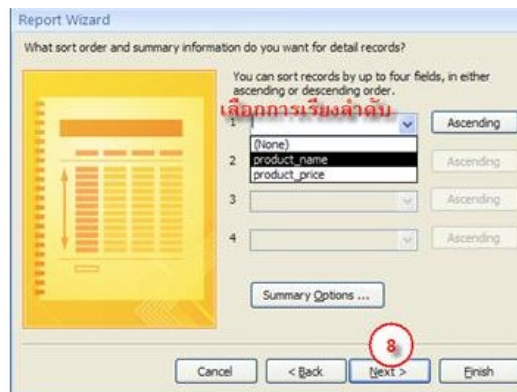 Report Wizard
What sort order and summary information do you want for detail records?
You can sort records by up to four fields, in either
ascending or descending order.
เลือกการเรียงลำดับ
1 Ascending
(None)
2 product_name Ascending
product_price
3 Ascending
4 Ascending
Summary Options ...
8
Cancel < Back Next > Finish